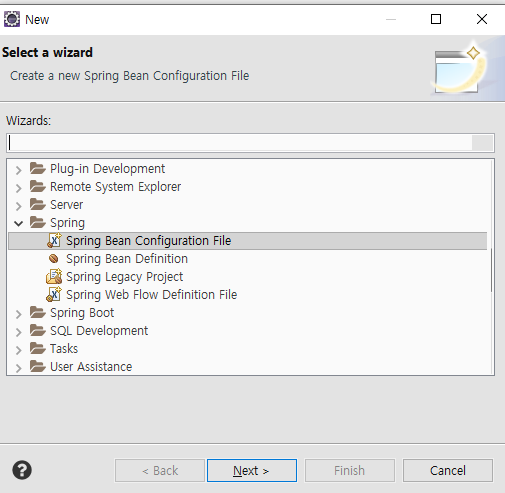 New
Select a wizard
Create a new Spring Bean Configuration File
Wizards:
Plug-in Development
Remote System Explorer
Server
Spring
Spring Bean Configuration File
Spring Bean Definition
Spring Legacy Project
Spring Web Flow Definition File
Spring Boot
SQL Development
Tasks
User Assistance
? < Back Next > Finish Cancel